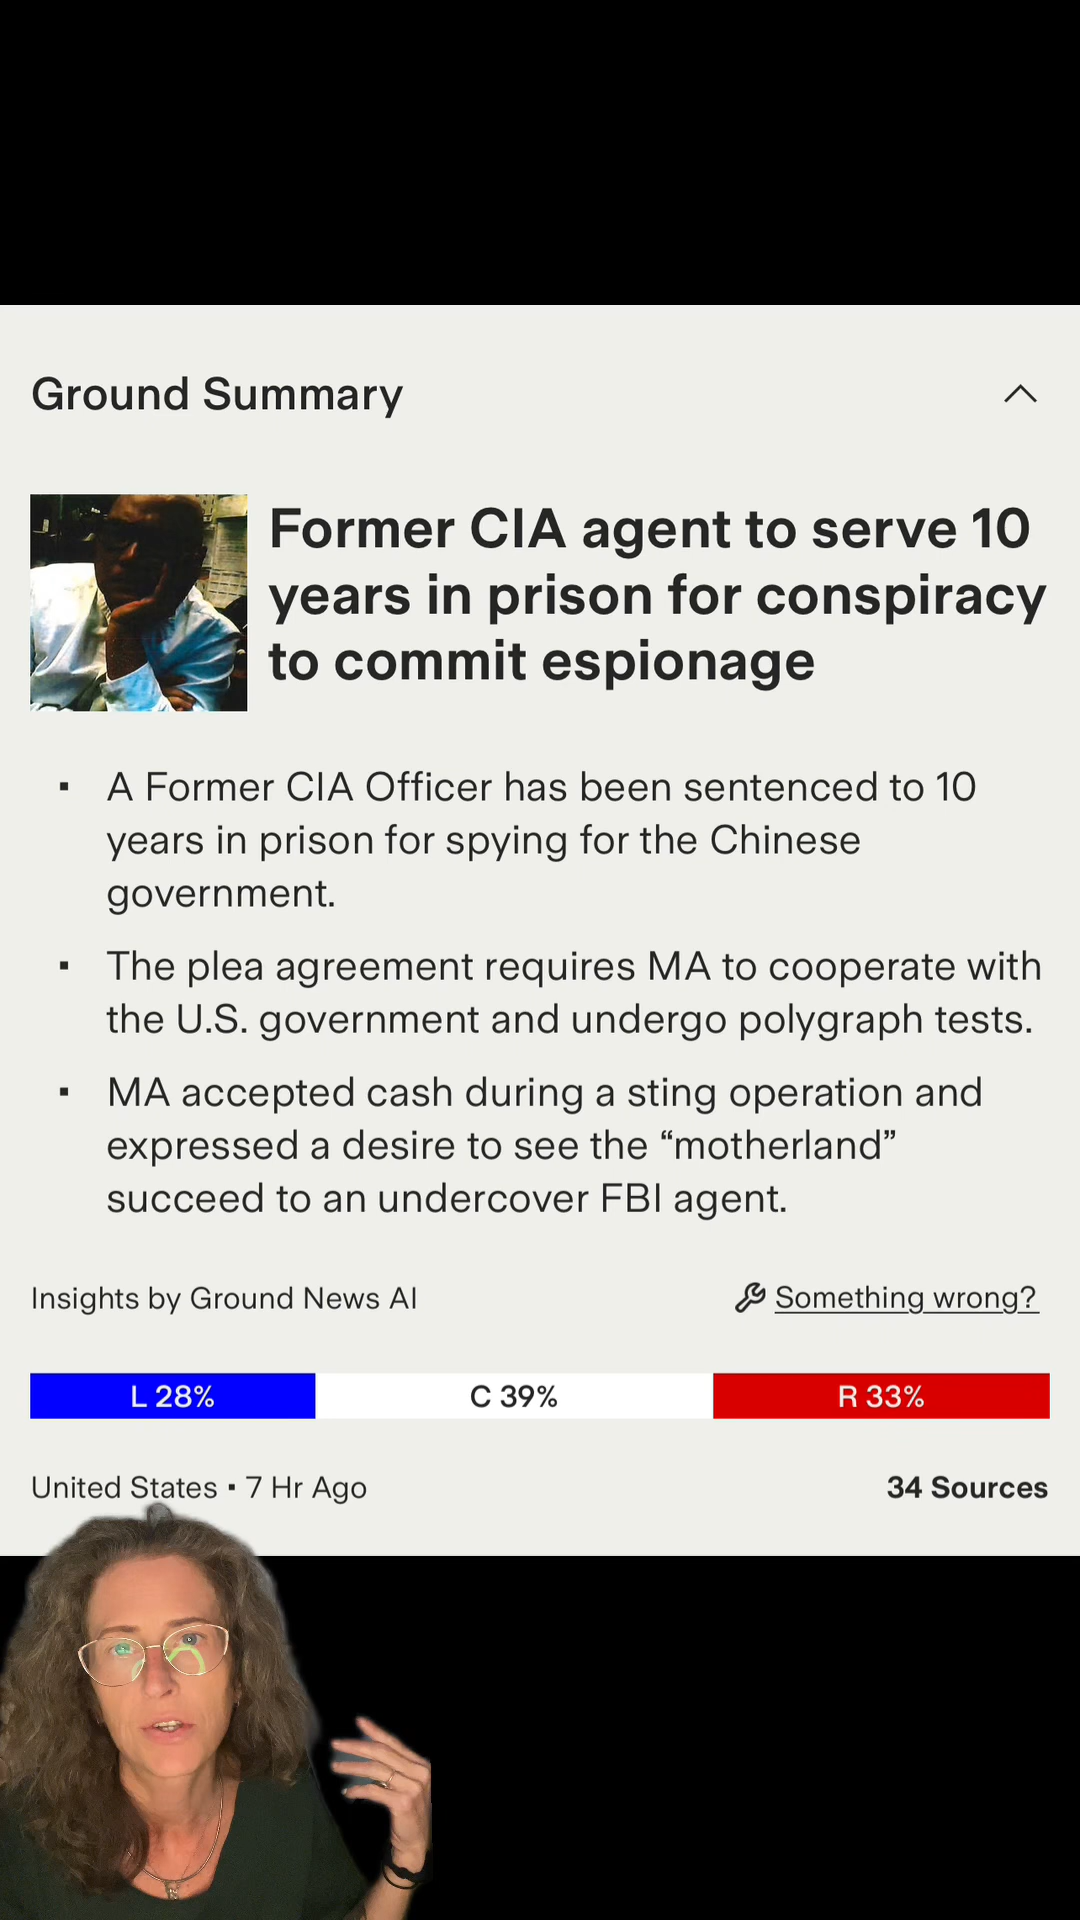 Ground Summary
Former CIA agent to serve 10
years in prison for conspiracy
to commit espionage
▪ A Former CIA Officer has been sentenced to 10
years in prison for spying for the Chinese
government.
▪ The plea agreement requires MA to cooperate with
the U.S. government and undergo polygraph tests.
▪ MA accepted cash during a sting operation and
expressed a desire to see the “motherland”
succeed to an undercover FBI agent.
Insights by Ground News AI Something wrong?
L 28% C 39% R 33%
United States ▪ 7 Hr Ago 34 Sources